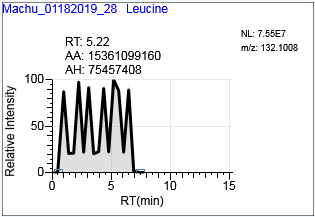 Machu_01182019_28 Leucine
NL: 7.55E7
m/z: 132.1008
RT: 5.22
AA: 15361099160
AH: 75457408
100
50
0
Relative Intensity
0 5 10 15
RT(min)